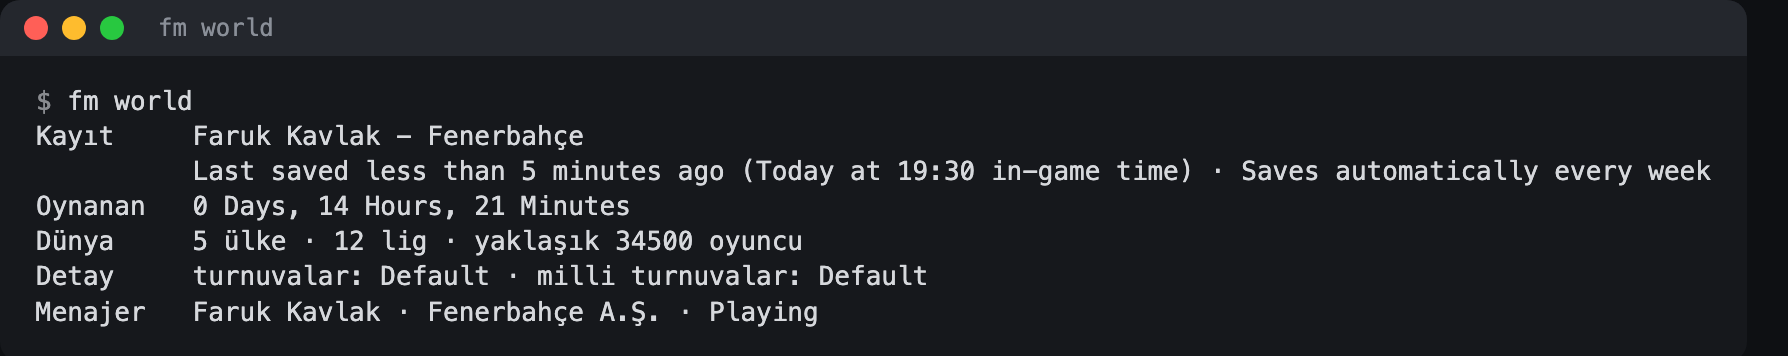 fm world
$ fm world
Kayıt     Faruk Kavlak – Fenerbahçe
          Last saved less than 5 minutes ago (Today at 19:30 in-game time) · Saves automatically every week
Oynanan   0 Days, 14 Hours, 21 Minutes
Dünya     5 ülke · 12 lig · yaklaşık 34500 oyuncu
Detay     turnuvalar: Default · milli turnuvalar: Default
Menajer   Faruk Kavlak · Fenerbahçe A.Ş. · Playing